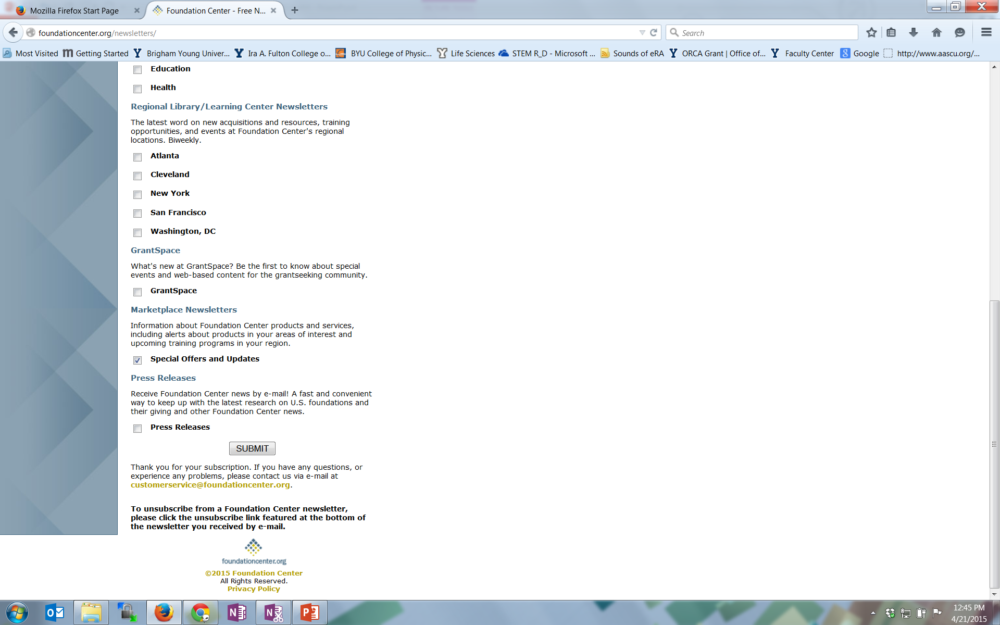 Mozilla Firefox Start Page
Foundation Center - Free N...
foundationcenter.org/newsletters/
Search
Most Visited
Getting Started
Brigham Young Univer...
Ira A. Fulton College o...
BYU College of Physic...
Life Sciences
STEM R_D - Microsoft ...
Sounds of eRA
ORCA Grant | Office of...
Faculty Center
Google
http://www.aascu.org/...
Education
Health
Regional Library/Learning Center Newsletters
The latest word on new acquisitions and resources, training
opportunities, and events at Foundation Center's regional
locations. Biweekly.
Atlanta
Cleveland
New York
San Francisco
Washington, DC
GrantSpace
What's new at GrantSpace? Be the first to know about special
events and web-based content for the grantseeking community.
GrantSpace
Marketplace Newsletters
Information about Foundation Center products and services,
including alerts about products in your areas of interest and
upcoming training programs in your region.
Special Offers and Updates
Press Releases
Receive Foundation Center news by e-mail! A fast and convenient
way to keep up with the latest research on U.S. foundations and
their giving and other Foundation Center news.
Press Releases
SUBMIT
Thank you for your subscription. If you have any questions, or
experience any problems, please contact us via e-mail at
customerservice@foundationcenter.org.
To unsubscribe from a Foundation Center newsletter,
please click the unsubscribe link featured at the bottom of
the newsletter you received by e-mail.
foundationcenter.org
©2015 Foundation Center
All Rights Reserved.
Privacy Policy
12:45 PM
4/21/2015